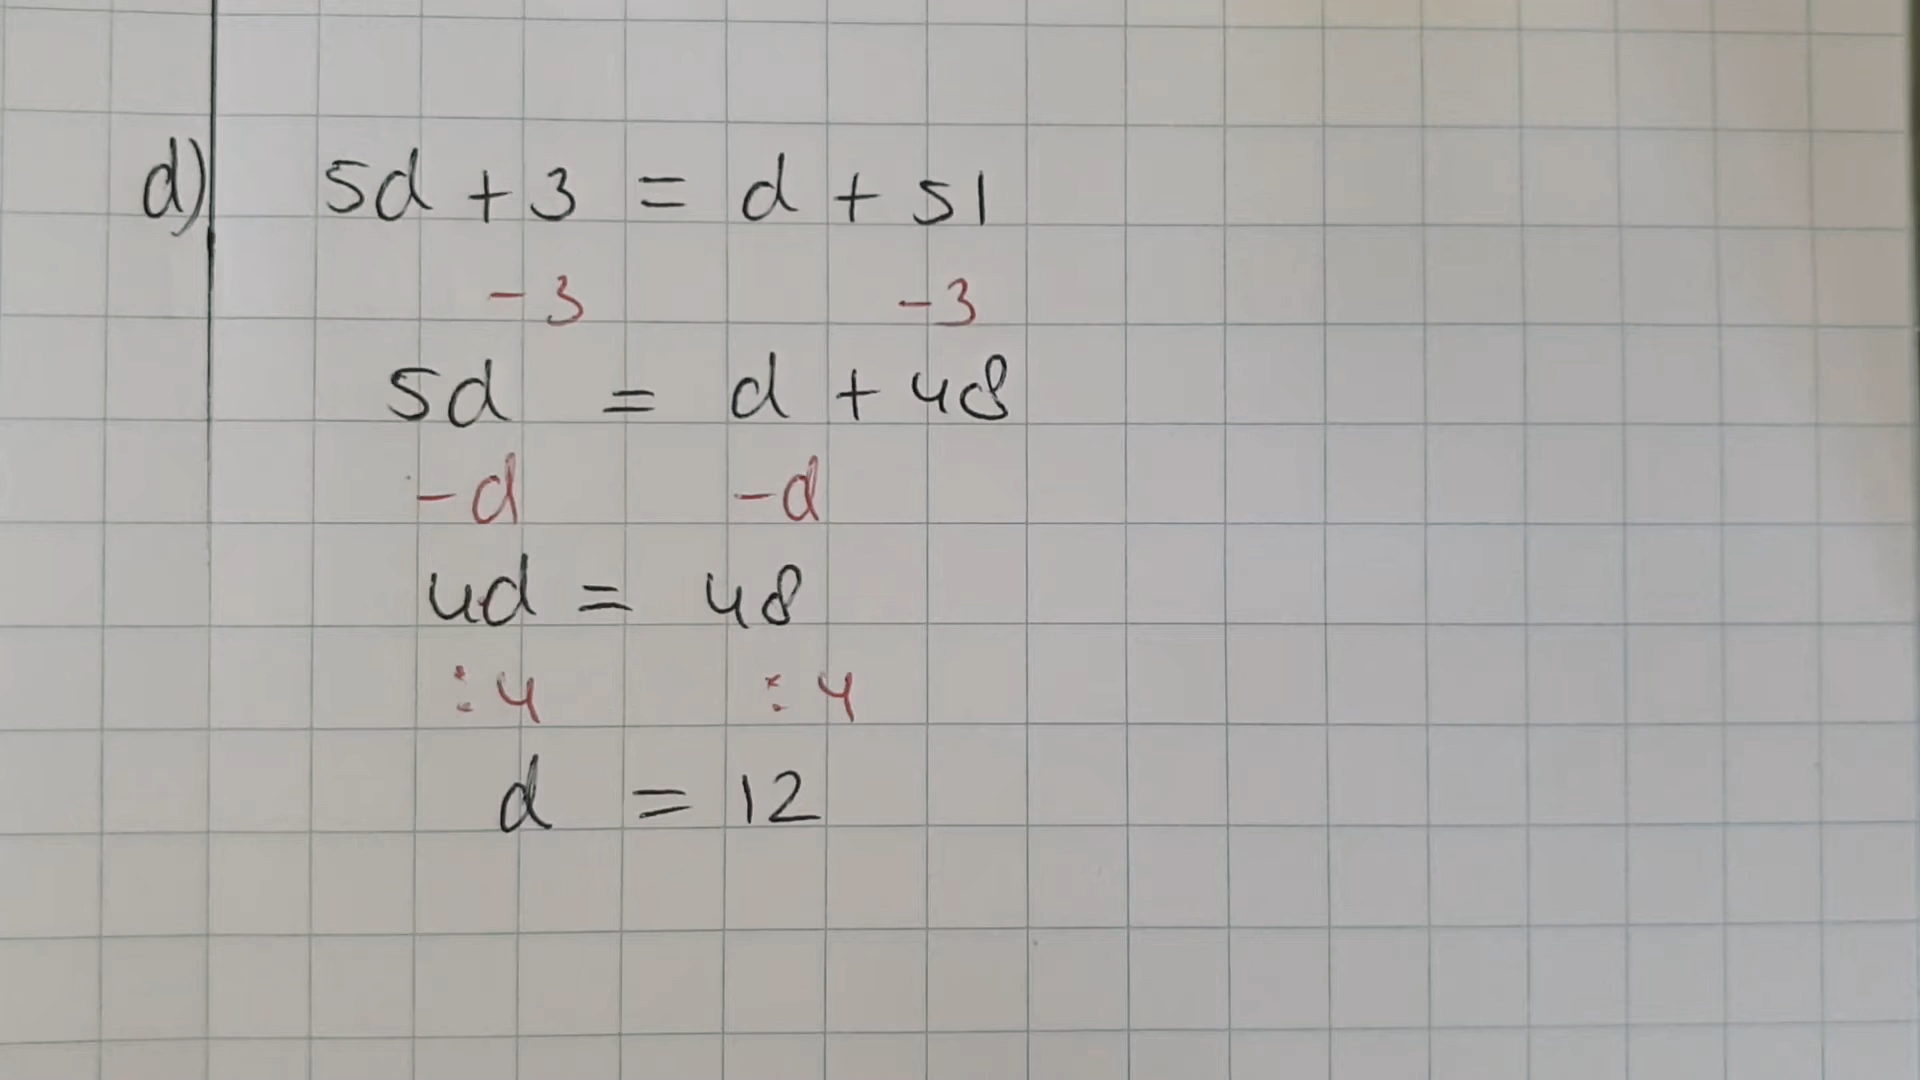 d) 5d + 3 = d + 51
- 3 - 3
5d = d + 48
- d - d
4d = 48
: 4 : 4
d = 12